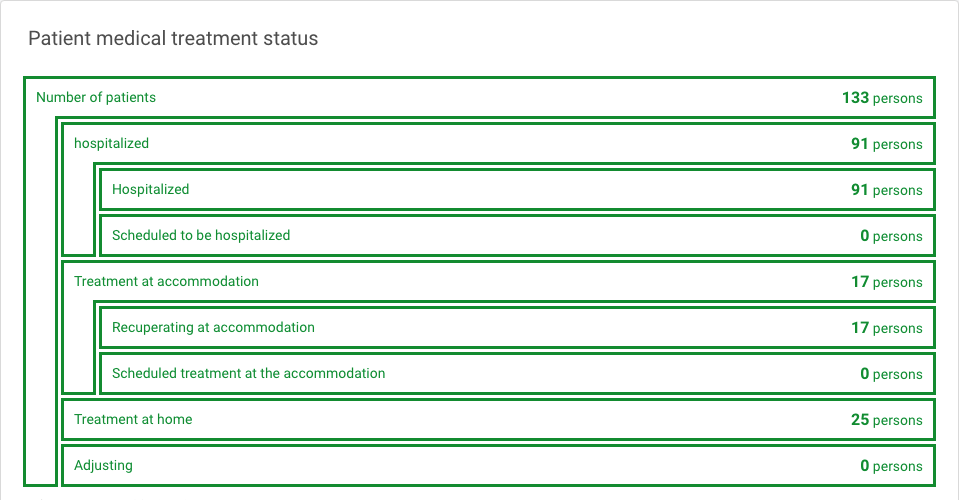 Patient medical treatment status
Number of patients 133 persons
hospitalized 91 persons
Hospitalized 91 persons
Scheduled to be hospitalized 0 persons
Treatment at accommodation 17 persons
Recuperating at accommodation 17 persons
Scheduled treatment at the accommodation 0 persons
Treatment at home 25 persons
Adjusting 0 persons